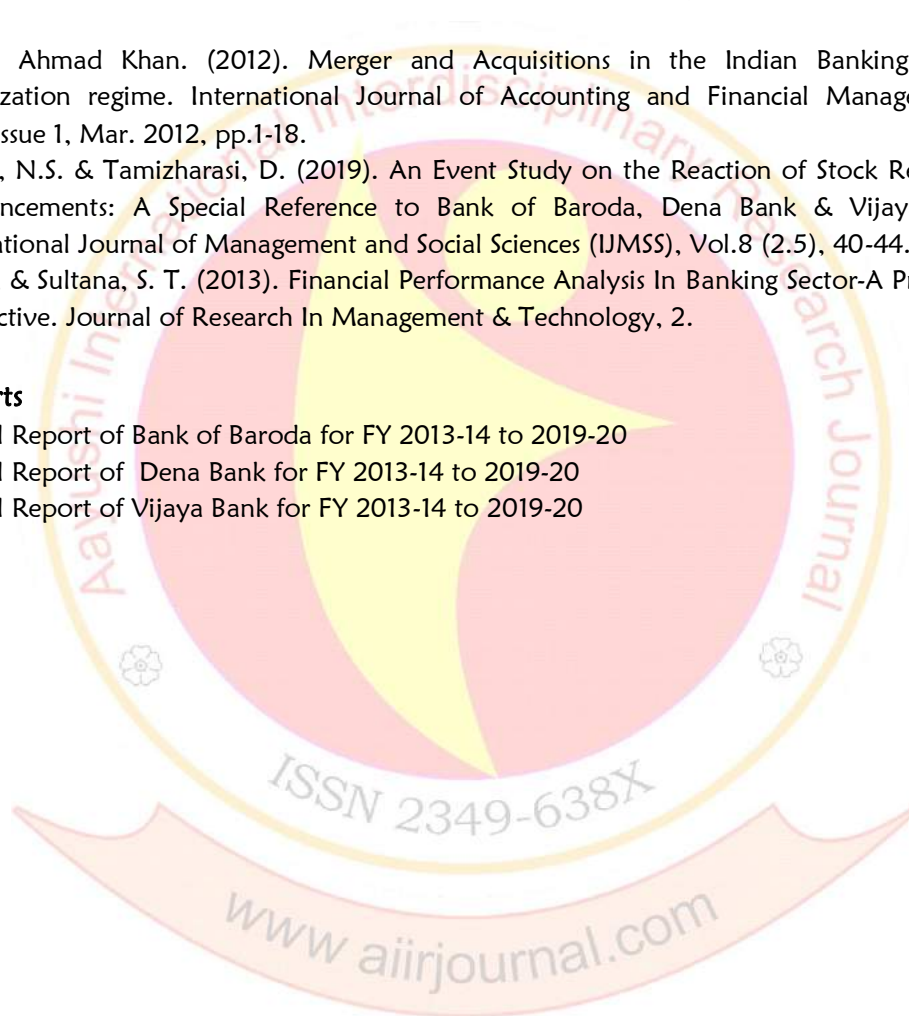 Ahmad Khan. (2012). Merger and Acquisitions in the Indian Banking
zation regime. International Journal of Accounting and Financial Manage
ssue 1, Mar. 2012, pp.1-18.
, N.S. & Tamizharasi, D. (2019). An Event Study on the Reaction of Stock Re
ncements: A Special Reference to Bank of Baroda, Dena Bank & Vijay
ational Journal of Management and Social Sciences (IJMSS), Vol.8 (2.5), 40-44.
& Sultana, S. T. (2013). Financial Performance Analysis In Banking Sector-A Pr
ctive. Journal of Research In Management & Technology, 2.
rts
l Report of Bank of Baroda for FY 2013-14 to 2019-20
l Report of Dena Bank for FY 2013-14 to 2019-20
l Report of Vijaya Bank for FY 2013-14 to 2019-20
Aayushi International Interdisciplinary Research Journal
ISSN 2349-638X
www aiirjournal.com